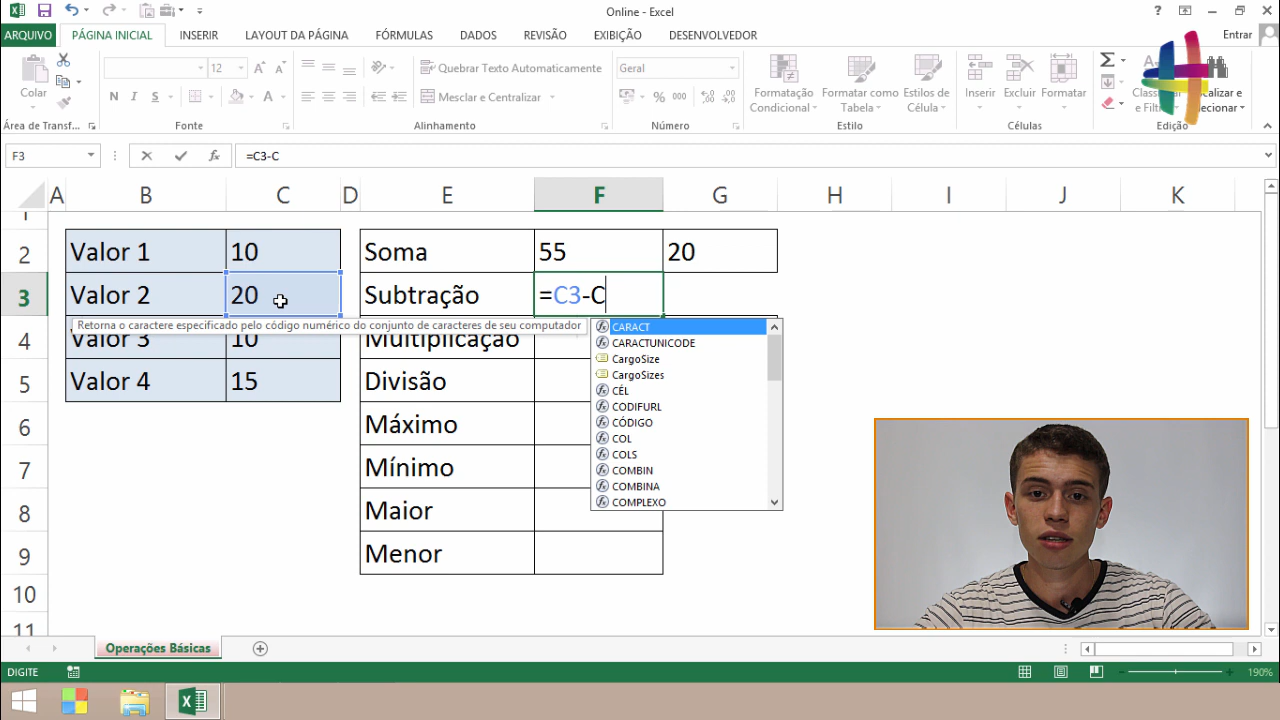 Online - Excel
ARQUIVO PÁGINA INICIAL INSERIR LAYOUT DA PÁGINA FÓRMULAS DADOS REVISÃO EXIBIÇÃO DESENVOLVEDOR Entrar
Colar
12
N I S
Quebrar Texto Automaticamente
Mesclar e Centralizar
Geral
% 000
Formatação Condicional
Formatar como Tabela
Estilos de Célula
Inserir Excluir Formatar
Área de Transf... Fonte Alinhamento Número Estilo Células Edição
F3 =C3-C
A B C D E F G H I J K
2 Valor 1 10 Soma 55 20
3 Valor 2 20 Subtração =C3-C
Retorna o caractere especificado pelo código numérico do conjunto de caracteres de seu computador
4 Valor 3 10 Multiplicação
5 Valor 4 15 Divisão
6 Máximo
7 Mínimo
8 Maior
9 Menor
10
11
CARACT
CARACTUNICODE
CargoSize
CargoSizes
CÉL
CODIFURL
CÓDIGO
COL
COLS
COMBIN
COMBINA
COMPLEXO
Operações Básicas
DIGITE
150%